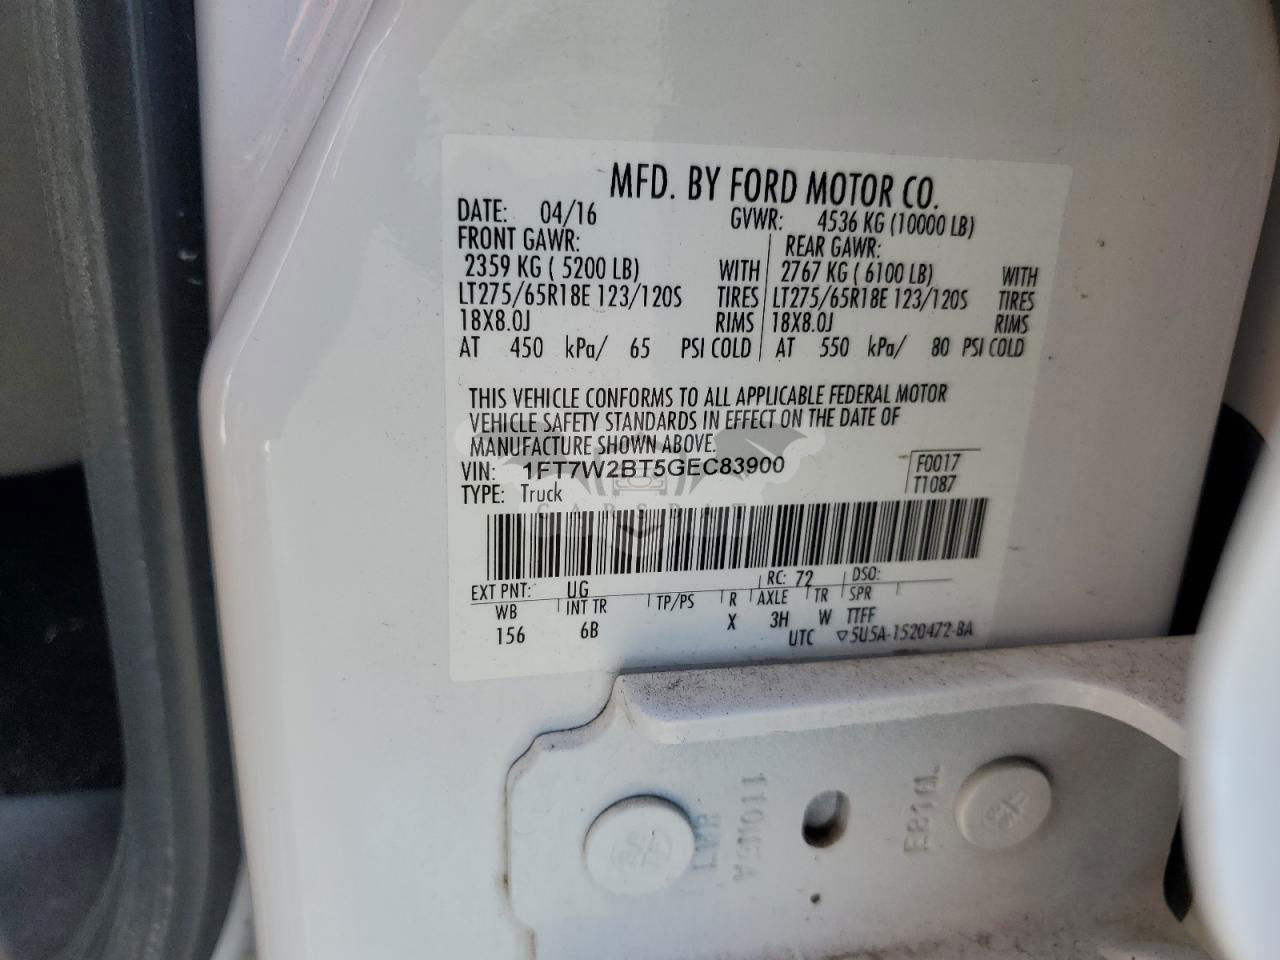 MFD. BY FORD MOTOR CO.
DATE: 04/16 GVWR: 4536 KG (10000 LB)
FRONT GAWR: REAR GAWR:
2359 KG ( 5200 LB) WITH 2767 KG ( 6100 LB) WITH
LT275/65R18E 123/120S TIRES LT275/65R18E 123/120S TIRES
18X8.0J RIMS 18X8.0J RIMS
AT 450 kPa/ 65 PSI COLD AT 550 kPa/ 80 PSI COLD
THIS VEHICLE CONFORMS TO ALL APPLICABLE FEDERAL MOTOR
VEHICLE SAFETY STANDARDS IN EFFECT ON THE DATE OF
MANUFACTURE SHOWN ABOVE.
VIN: 1FT7W2BT5GEC83900 F0017
TYPE: Truck T1087
EXT PNT: UG RC: 72 DSO:
WB INT TR TP/PS R AXLE TR SPR
156 6B X 3H W TTFF
UTC ▽5U5A-1520472-BA